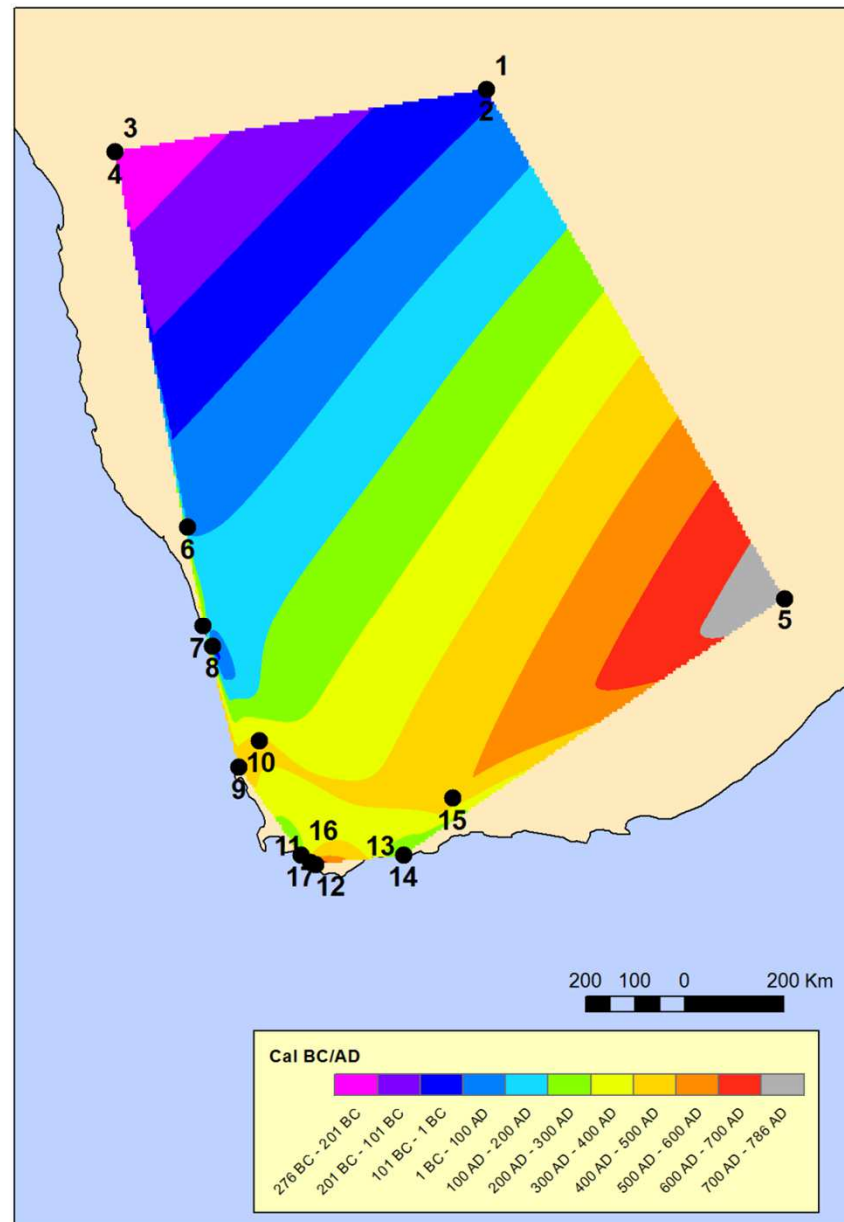 1
2
3
4
5
6
7
8
10
9
15
16
11
13
17
12
14
200 100 0 200 Km
Cal BC/AD
276 BC - 201 BC
201 BC - 101 BC
101 BC - 1 BC
1 BC - 100 AD
100 AD - 200 AD
200 AD - 300 AD
300 AD - 400 AD
400 AD - 500 AD
500 AD - 600 AD
600 AD - 700 AD
700 AD - 786 AD